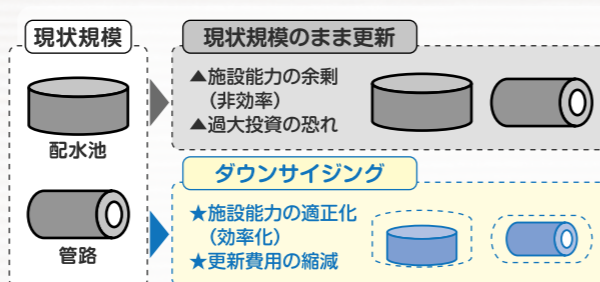 現状規模
配水池
管路
現状規模のまま更新
▲施設能力の余剰
（非効率）
▲過大投資の恐れ
ダウンサイジング
★施設能力の適正化
（効率化）
★更新費用の縮減